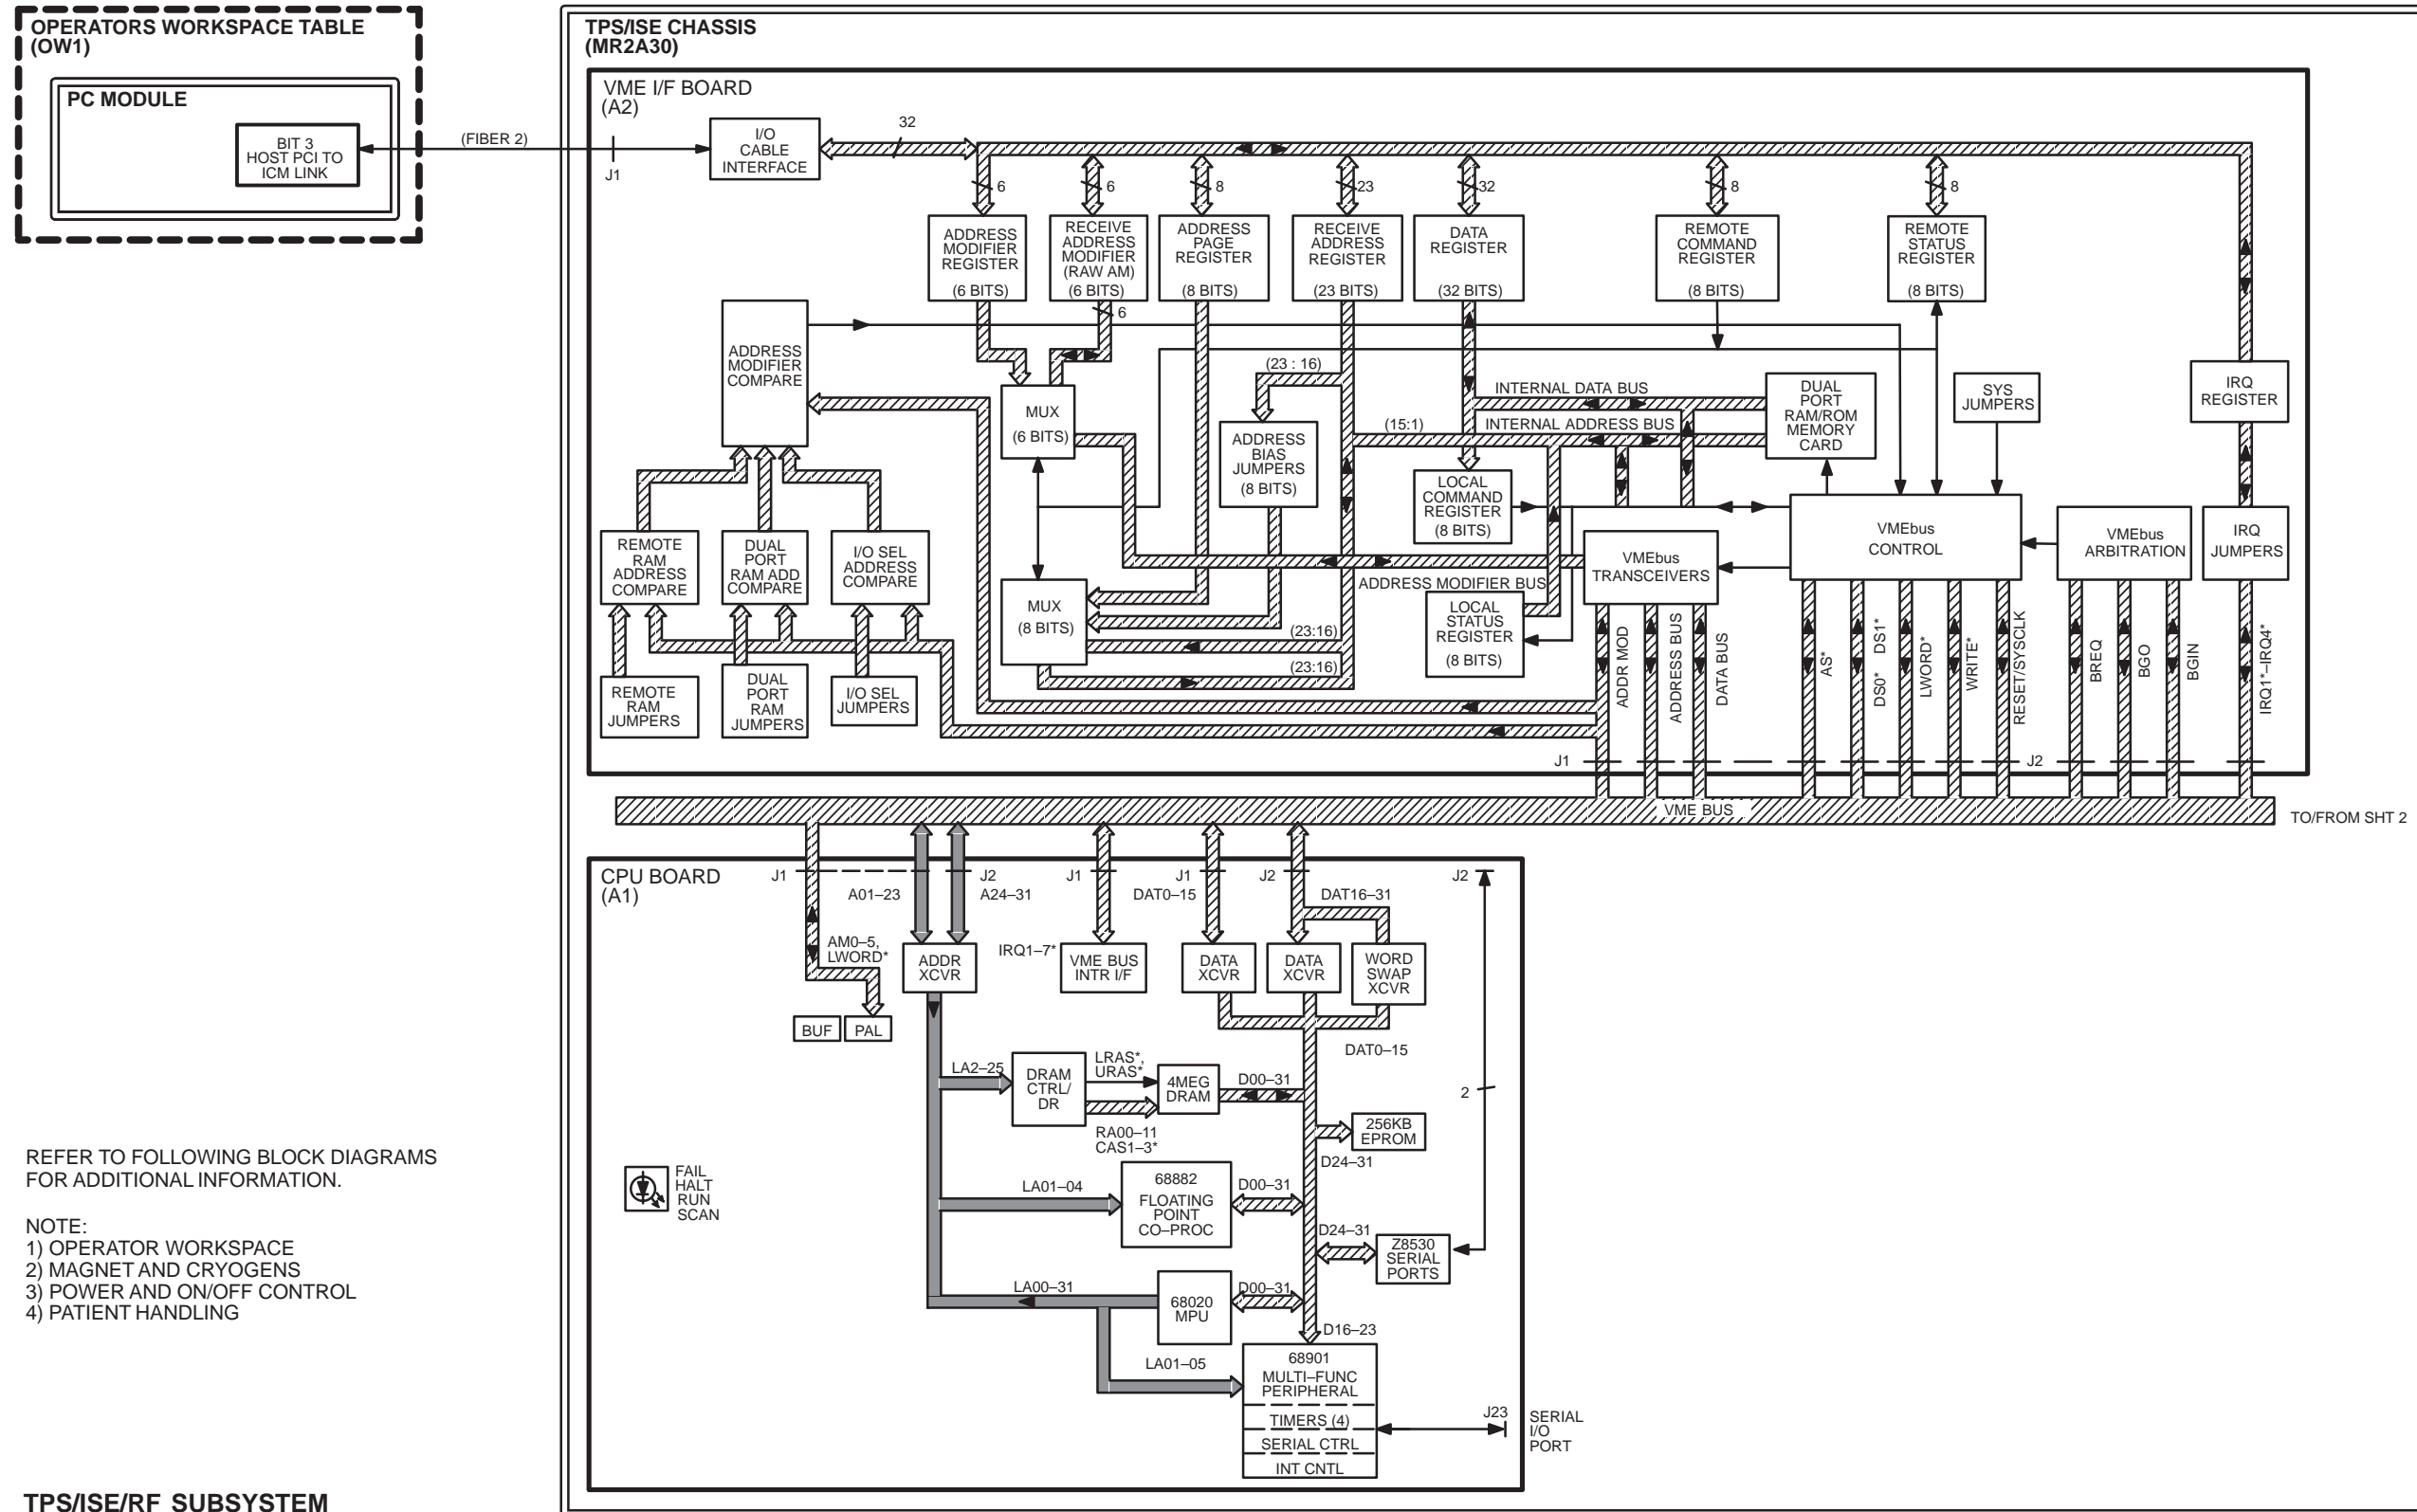 OPERATORS WORKSPACE TABLE
(OW1)
PC MODULE
BIT 3
HOST PCI TO
ICM LINK
(FIBER 2)
J1
TPS/ISE CHASSIS
(MR2A30)
VME I/F BOARD
(A2)
I/O
CABLE
INTERFACE
32
6
6
8
23
32
8
8
ADDRESS
MODIFIER
REGISTER
(6 BITS)
RECEIVE
ADDRESS
MODIFIER
(RAW AM)
(6 BITS)
6
ADDRESS
PAGE
REGISTER
(8 BITS)
RECEIVE
ADDRESS
REGISTER
(23 BITS)
DATA
REGISTER
(32 BITS)
REMOTE
COMMAND
REGISTER
(8 BITS)
REMOTE
STATUS
REGISTER
(8 BITS)
ADDRESS
MODIFIER
COMPARE
MUX
(6 BITS)
(23 : 16)
ADDRESS
BIAS
JUMPERS
(8 BITS)
(15:1)
INTERNAL DATA BUS
INTERNAL ADDRESS BUS
DUAL
PORT
RAM/ROM
MEMORY
CARD
SYS
JUMPERS
IRQ
REGISTER
LOCAL
COMMAND
REGISTER
(8 BITS)
REMOTE
RAM
ADDRESS
COMPARE
DUAL
PORT
RAM ADD
COMPARE
I/O SEL
ADDRESS
COMPARE
MUX
(8 BITS)
(23:16)
(23:16)
ADDRESS MODIFIER BUS
VMEbus
TRANSCEIVERS
VMEbus
CONTROL
VMEbus
ARBITRATION
IRQ
JUMPERS
LOCAL
STATUS
REGISTER
(8 BITS)
REMOTE
RAM
JUMPERS
DUAL
PORT
RAM
JUMPERS
I/O SEL
JUMPERS
ADDR MOD
ADDRESS BUS
DATA BUS
AS*
DS0* DS1*
LWORD*
WRITE*
RESET/SYSCLK
BREQ
BGO
BGIN
IRQ1*–IRQ4*
J1
J2
VME BUS
TO/FROM SHT 2
CPU BOARD
(A1)
J1
J2
J1
J1
J2
J2
A01–23
A24–31
DAT0–15
DAT16–31
AM0–5,
LWORD*
ADDR
XCVR
IRQ1–7*
VME BUS
INTR I/F
DATA
XCVR
DATA
XCVR
WORD
SWAP
XCVR
BUF
PAL
DAT0–15
LA2–25
DRAM
CTRL/
DR
LRAS*,
URAS*
4MEG
DRAM
D00–31
2
RA00–11
CAS1–3*
256KB
EPROM
D24–31
FAIL
HALT
RUN
SCAN
LA01–04
68882
FLOATING
POINT
CO–PROC
D00–31
D24–31
Z8530
SERIAL
PORTS
LA00–31
68020
MPU
D00–31
D16–23
LA01–05
68901
MULTI–FUNC
PERIPHERAL
TIMERS (4)
SERIAL CTRL
INT CNTL
J23
SERIAL
I/O
PORT
REFER TO FOLLOWING BLOCK DIAGRAMS
FOR ADDITIONAL INFORMATION.
NOTE:
1) OPERATOR WORKSPACE
2) MAGNET AND CRYOGENS
3) POWER AND ON/OFF CONTROL
4) PATIENT HANDLING
TPS/ISE/RF SUBSYSTEM